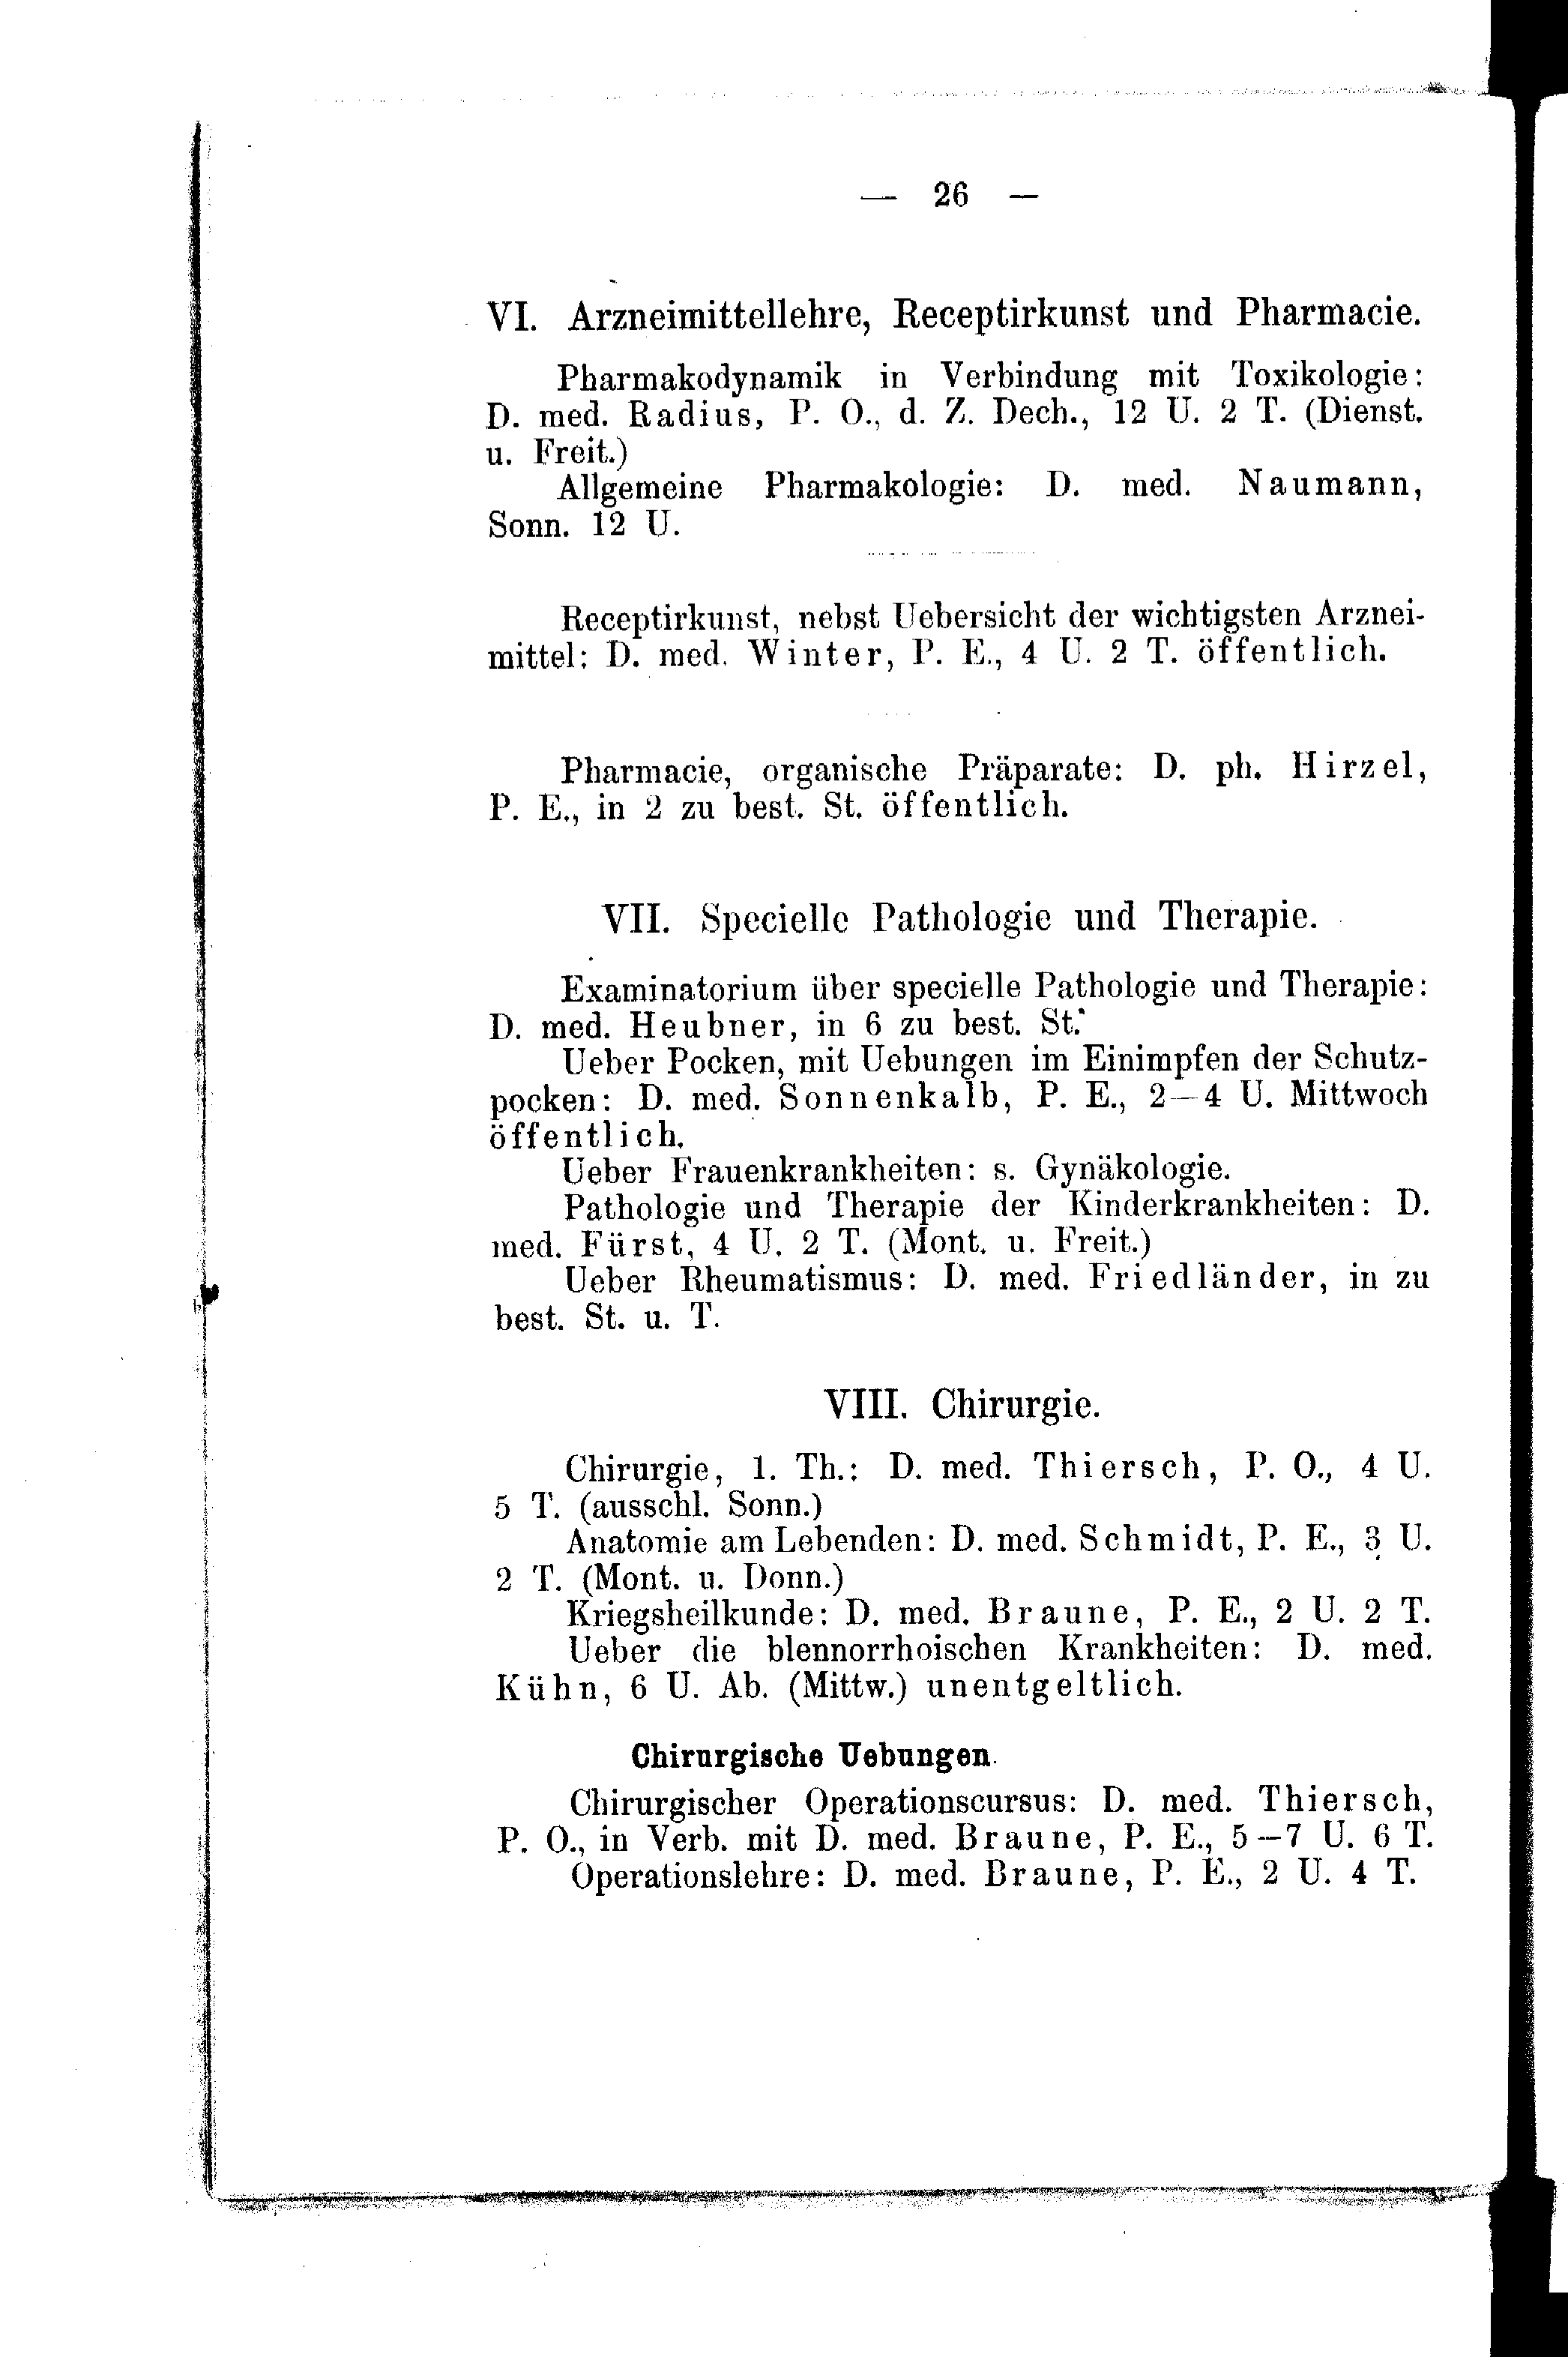 — 26 —
VI. Arzneimittellehre, Receptirkunst und Pharmacie.
Pharmakodynamik in Verbindung mit Toxikologie:
D. med. Radius, P. O., d. Z. Dech., 12 U. 2 T. (Dienst.
u. Freit.)
Allgemeine Pharmakologie: D. med. Naumann,
Sonn. 12 U.
Receptirkunst, nebst Uebersicht der wichtigsten Arznei-
mittel: D. med. Winter, P. E., 4 U. 2 T. öffentlich.
Pharmacie, organische Präparate: D. ph. Hirzel,
P. E., in 2 zu best. St. öffentlich.
VII. Specielle Pathologie und Therapie.
Examinatorium über specielle Pathologie und Therapie:
D. med. Heubner, in 6 zu best. St.
Ueber Pocken, mit Uebungen im Einimpfen der Schutz-
pocken: D. med. Sonnenkalb, P. E., 2—4 U. Mittwoch
öffentlich.
Ueber Frauenkrankheiten: s. Gynäkologie.
Pathologie und Therapie der Kinderkrankheiten: D.
med. Fürst, 4 U. 2 T. (Mont. u. Freit.)
Ueber Rheumatismus: D. med. Friedländer, in zu
best. St. u. T.
VIII. Chirurgie.
Chirurgie, 1. Th.: D. med. Thiersch, P. O., 4 U.
5 T. (ausschl. Sonn.)
Anatomie am Lebenden: D. med. Schmidt, P. E., 3 U.
2 T. (Mont. u. Donn.)
Kriegsheilkunde: D. med. Braune, P. E., 2 U. 2 T.
Ueber die blennorrhoischen Krankheiten: D. med.
Kühn, 6 U. Ab. (Mittw.) unentgeltlich.
Chirurgische Uebungen.
Chirurgischer Operationscursus: D. med. Thiersch,
P. O., in Verb. mit D. med. Braune, P. E., 5—7 U. 6 T.
Operationslehre: D. med. Braune, P. E., 2 U. 4 T.